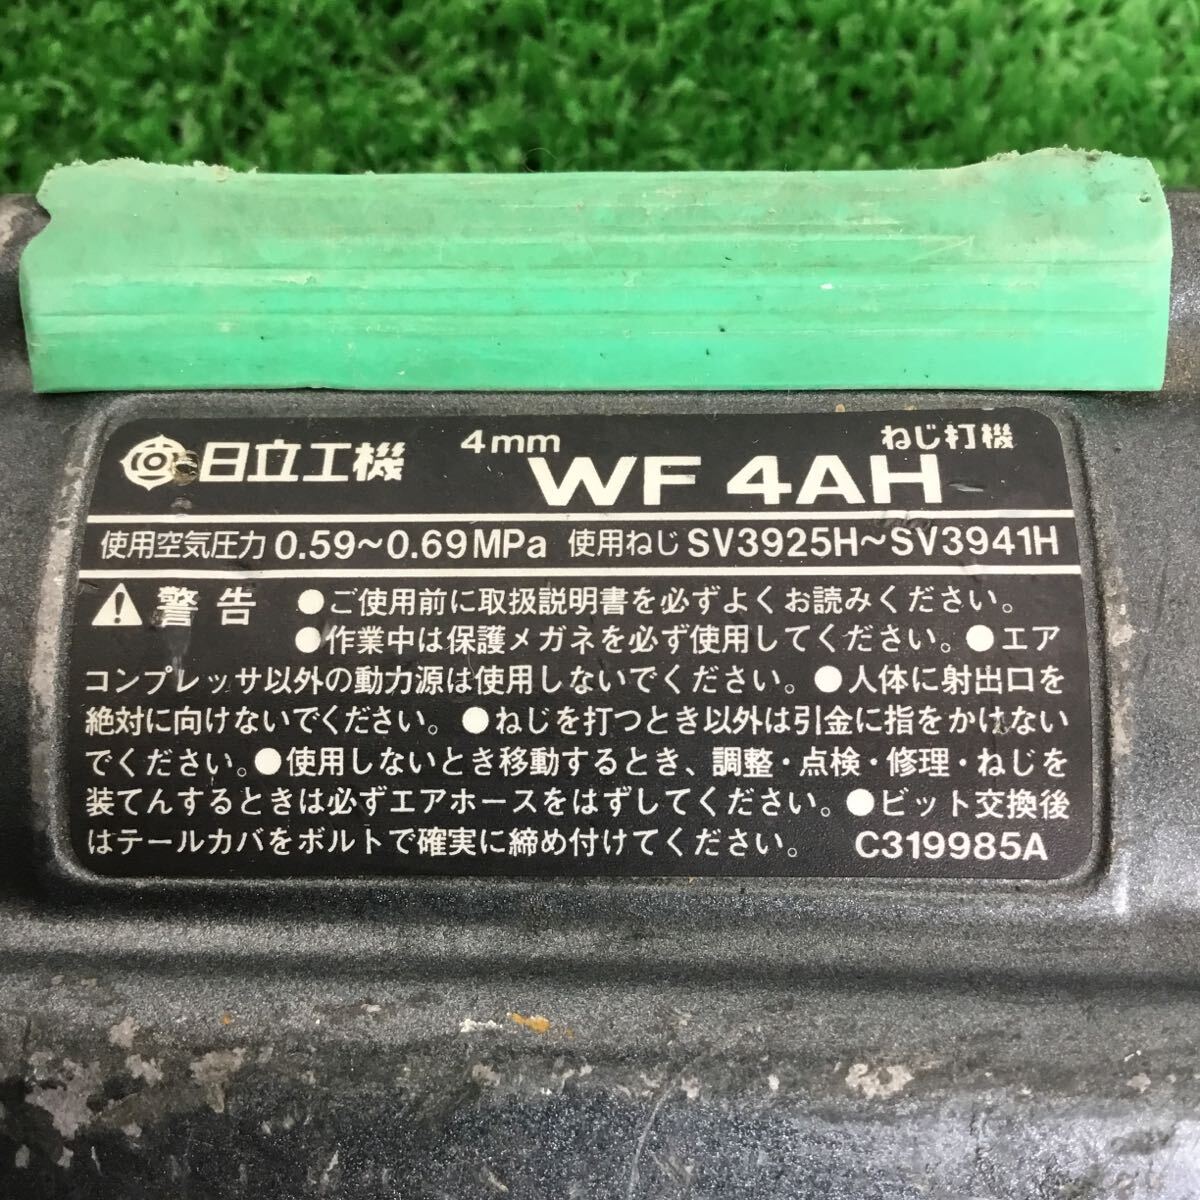 日立工機 4mm WF 4AH ねじ打機
使用空気圧力 0.59～0.69MPa 使用ねじ SV3925H～SV3941H
警告 ●ご使用前に取扱説明書を必ずよくお読みください。
●作業中は保護メガネを必ず使用してください。●エア
コンプレッサ以外の動力源は使用しないでください。●人体に射出口を
絶対に向けないでください。●ねじを打つとき以外は引金に指をかけない
でください。●使用しないとき移動するとき、調整・点検・修理・ねじを
装てんするときは必ずエアホースをはずしてください。●ビット交換後
はテールカバをボルトで確実に締め付けてください。 C319985A